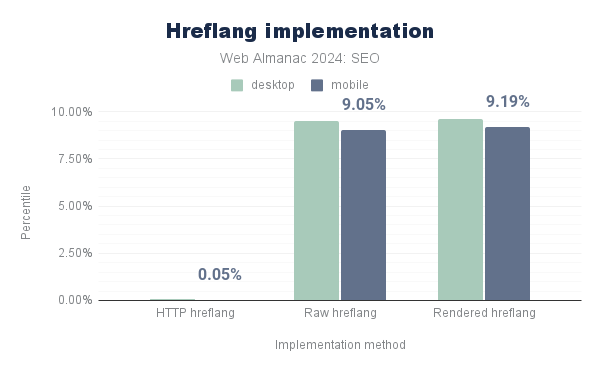 Hreflang implementation
Web Almanac 2024: SEO
desktop mobile
10.00%
7.50%
5.00%
2.50%
0.00%
Percentile
0.05%
9.05%
9.19%
HTTP hreflang
Raw hreflang
Rendered hreflang
Implementation method